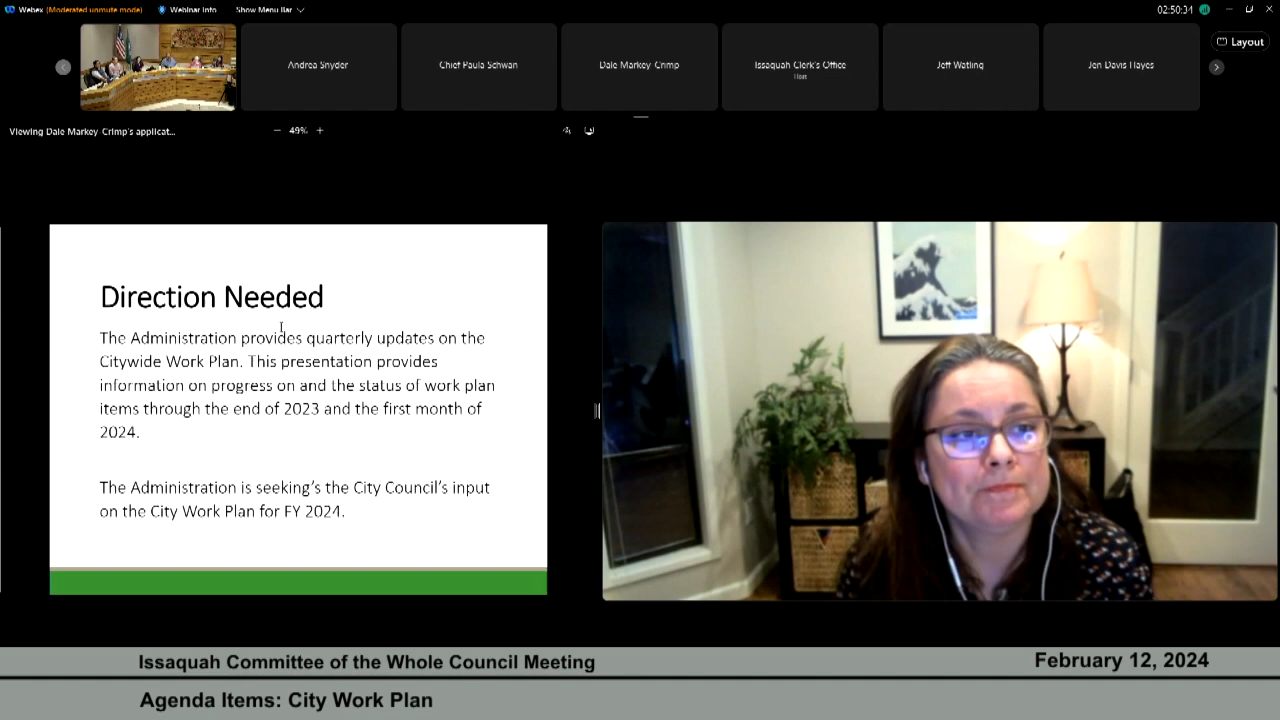 Webex (Moderated unmute mode) Webinar Info Show Menu Bar 02:50:34
Andrea Snyder
Chief Paula Schwan
Dale Markey-Crimp
Issaquah Clerk's Office
Host
Jeff Watling
Jen Davis Hayes
Layout
Viewing Dale Markey-Crimp's applicat... − 49% +
Direction Needed
The Administration provides quarterly updates on the
Citywide Work Plan. This presentation provides
information on progress on and the status of work plan
items through the end of 2023 and the first month of
2024.
The Administration is seeking's the City Council's input
on the City Work Plan for FY 2024.
Issaquah Committee of the Whole Council Meeting February 12, 2024
Agenda Items: City Work Plan